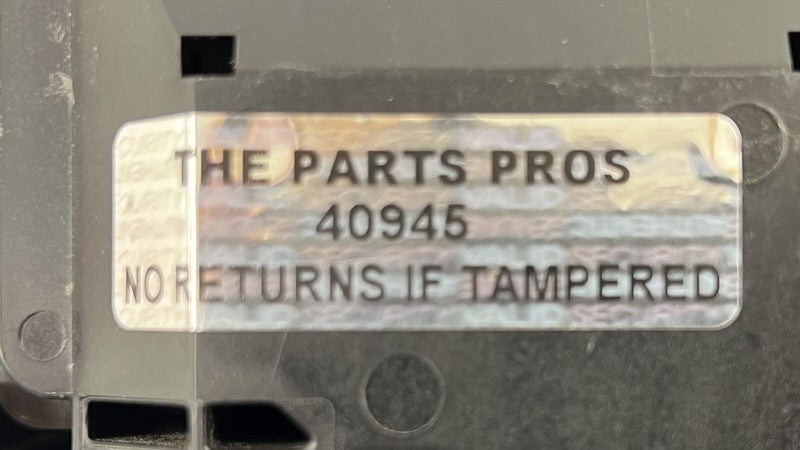 THE PARTS PROS
40945
NO RETURNS IF TAMPERED